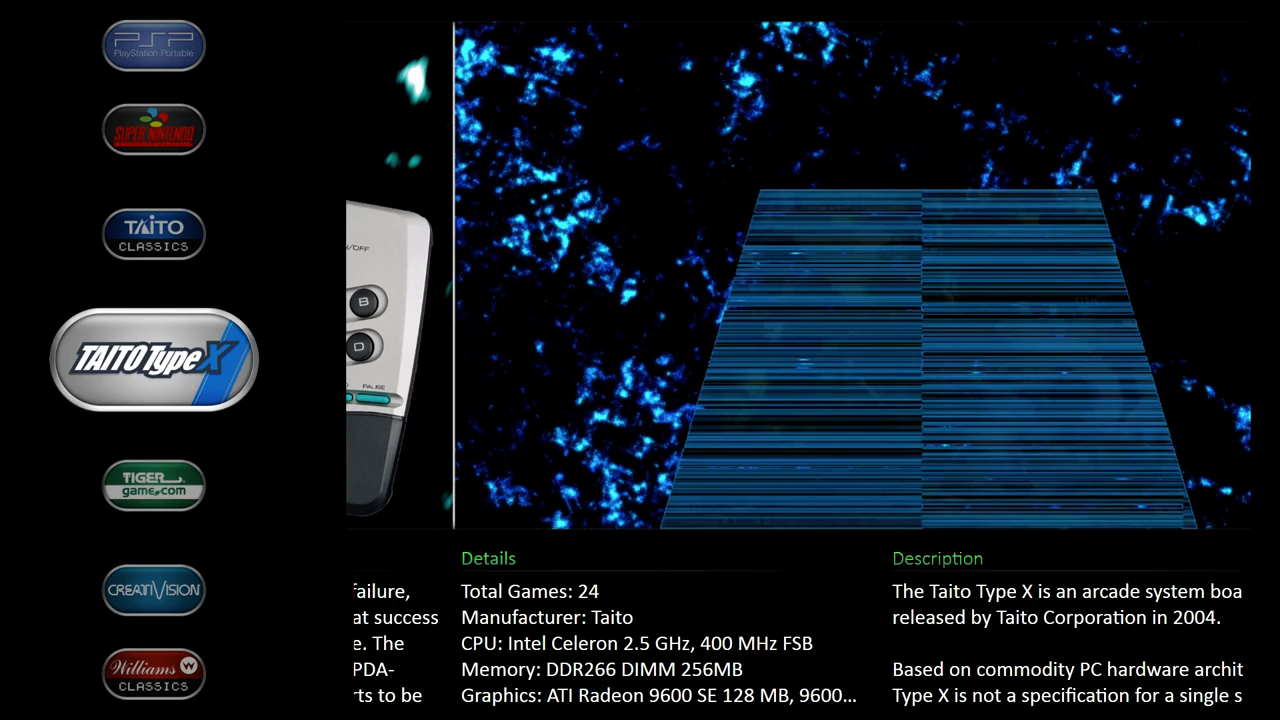 PSP
PlayStation Portable
SUPER NINTENDO
TAITO
CLASSICS
TAITO Type X
TIGER
game.com
CREATIVISION
Williams W
CLASSICS
/OFF
B
D
PAUSE
failure,
at success
e. The
PDA-
rts to be
Details
Total Games: 24
Manufacturer: Taito
CPU: Intel Celeron 2.5 GHz, 400 MHz FSB
Memory: DDR266 DIMM 256MB
Graphics: ATI Radeon 9600 SE 128 MB, 9600...
Description
The Taito Type X is an arcade system boa
released by Taito Corporation in 2004.
Based on commodity PC hardware archit
Type X is not a specification for a single s